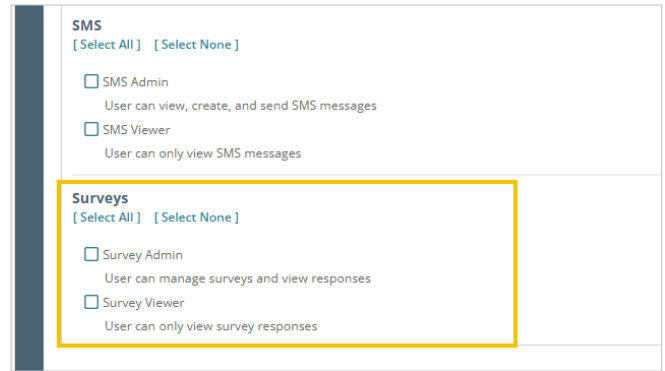 SMS
[ Select All ] [ Select None ]
SMS Admin
User can view, create, and send SMS messages
SMS Viewer
User can only view SMS messages
Surveys
[ Select All ] [ Select None ]
Survey Admin
User can manage surveys and view responses
Survey Viewer
User can only view survey responses